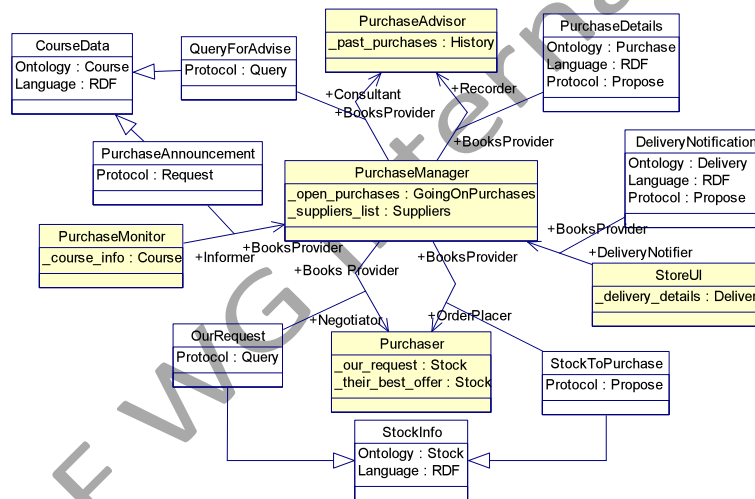 PurchaseAdvisor
_past_purchases : History
PurchaseDetails
Ontology : Purchase
Language : RDF
Protocol : Propose
CourseData
Ontology : Course
Language : RDF
QueryForAdvise
Protocol : Query
+Consultant
+BooksProvider
+Recorder
+BooksProvider
PurchaseAnnouncement
Protocol : Request
DeliveryNotification
Ontology : Delivery
Language : RDF
Protocol : Propose
PurchaseManager
_open_purchases : GoingOnPurchases
_suppliers_list : Suppliers
PurchaseMonitor
_course_info : Course
+BooksProvider
+Informer
+BooksProvider
+DeliveryNotifier
+Books Provider
+BooksProvider
StoreUI
_delivery_details : Deliver
+Negotiator
+OrderPlacer
OurRequest
Protocol : Query
Purchaser
_our_request : Stock
_their_best_offer : Stock
StockToPurchase
Protocol : Propose
StockInfo
Ontology : Stock
Language : RDF
F WG Interna